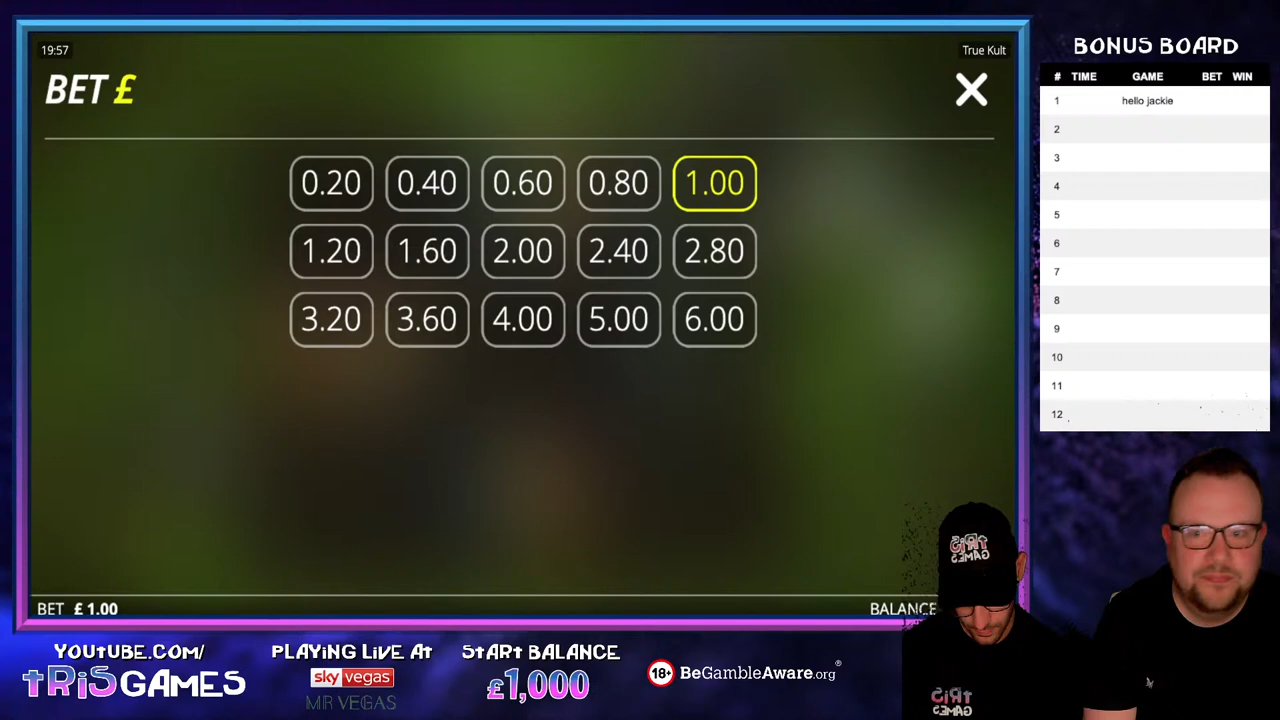 19:57
True Kult
BET £
0.20 0.40 0.60 0.80 1.00
1.20 1.60 2.00 2.40 2.80
3.20 3.60 4.00 5.00 6.00
BET £ 1.00
BALANCE
BONUS BOARD
# TIME GAME BET WIN
1 hello jackie
2
3
4
5
6
7
8
9
10
11
12
YOUTUBE.COM/
tRiSGAMES
PLAYING LIVE AT
sky vegas
MR VEGAS
START BALANCE
£1,000
18+ BeGambleAware.org®
tRiS
GAMES
tRiS
GAMES